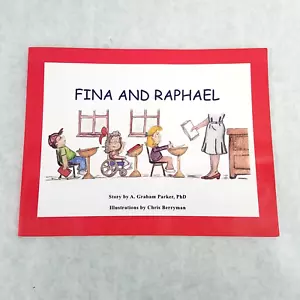 FINA AND RAPHAEL
Story by A. Graham Parker, PhD
Illustrations by Chris Berryman